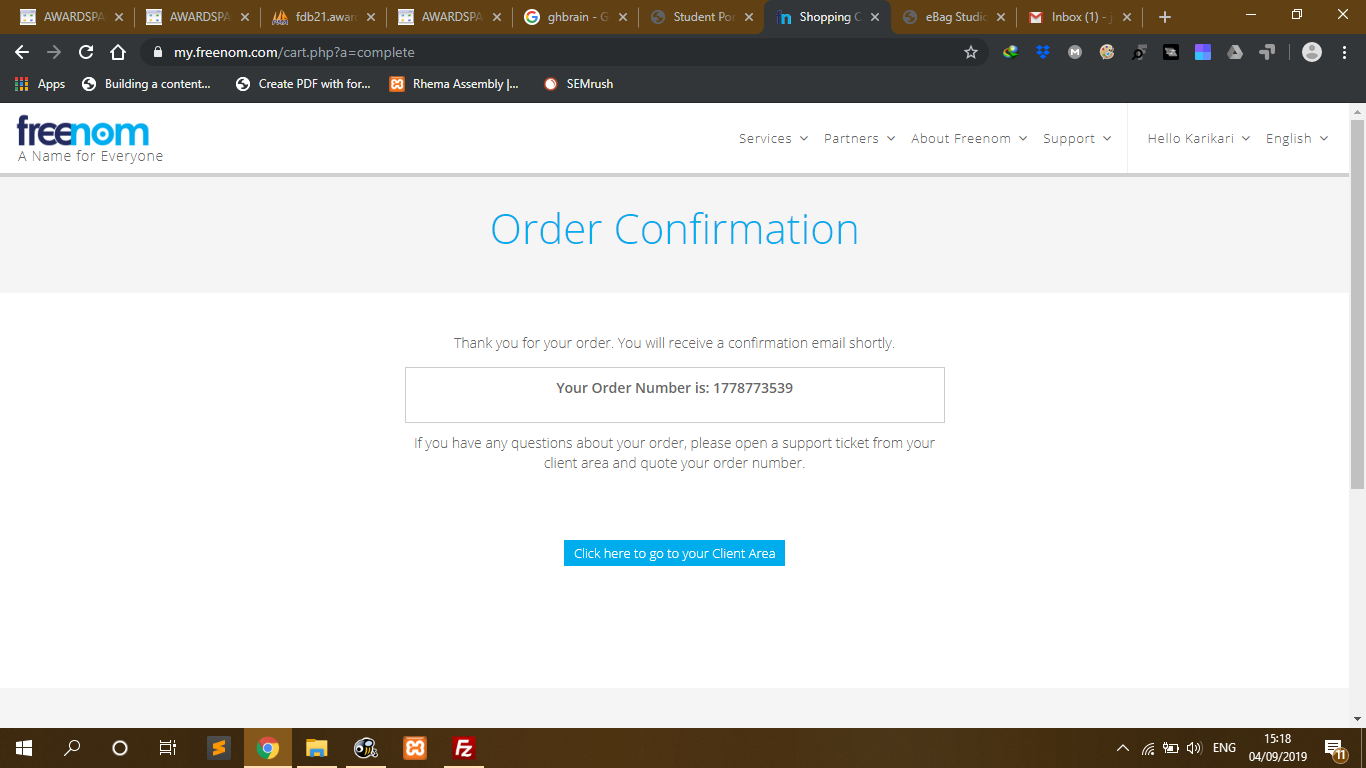 AWARDSPA
AWARDSPA
fdb21.awar
AWARDSPA
ghbrain - G
Student Por
Shopping C
eBag Studio
Inbox (1) - j
my.freenom.com/cart.php?a=complete
Apps
Building a content...
Create PDF with for...
Rhema Assembly |...
SEMrush
freenom
A Name for Everyone
Services
Partners
About Freenom
Support
Hello Karikari
English
Order Confirmation
Thank you for your order. You will receive a confirmation email shortly.
Your Order Number is: 1778773539
If you have any questions about your order, please open a support ticket from your
client area and quote your order number.
Click here to go to your Client Area
ENG
15:18
04/09/2019
11